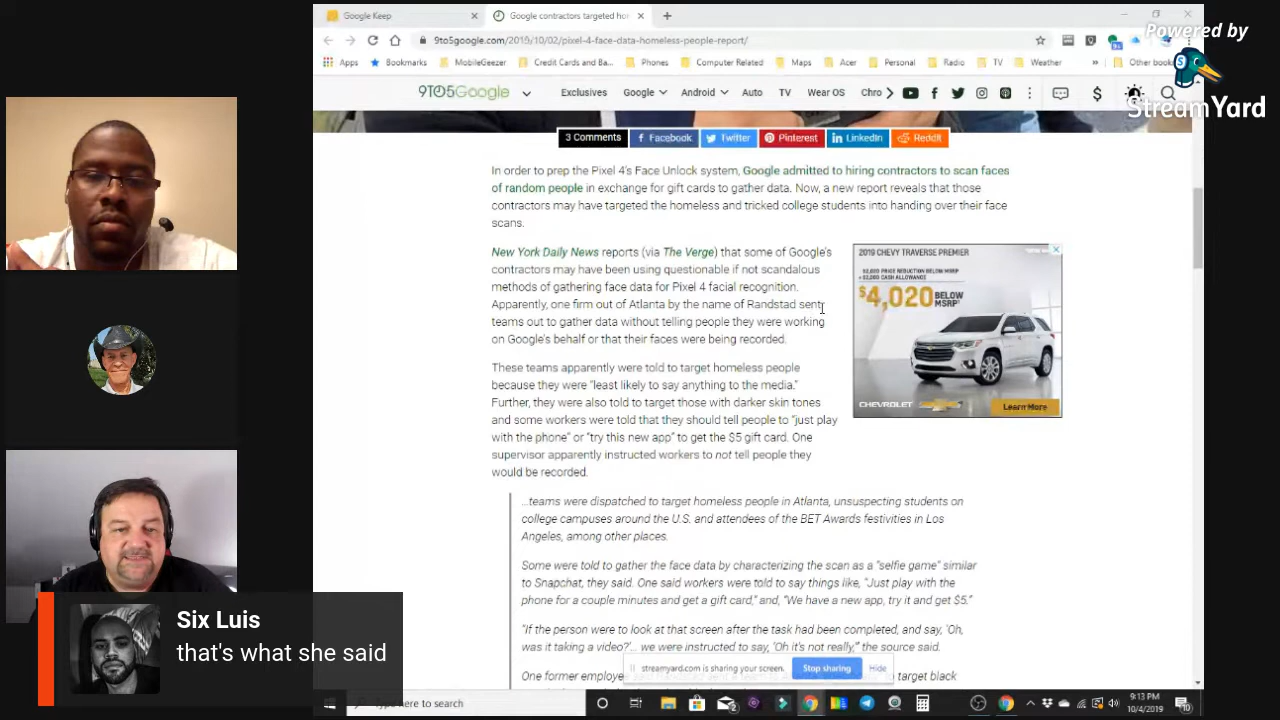 Google Keep
Google contractors targeted hor
9to5google.com/2019/10/02/pixel-4-face-data-homeless-people-report/
Powered by
StreamYard
Apps Bookmarks MobileGeezer Credit Cards and Ba... Phones Computer Related Maps Acer Personal Radio TV Weather Other book
9TO5Google Exclusives Google Android Auto TV Wear OS Chro
3 Comments Facebook Twitter Pinterest LinkedIn Reddit
In order to prep the Pixel 4's Face Unlock system, Google admitted to hiring contractors to scan faces
of random people in exchange for gift cards to gather data. Now, a new report reveals that those
contractors may have targeted the homeless and tricked college students into handing over their face
scans.
New York Daily News reports (via The Verge) that some of Google's
contractors may have been using questionable if not scandalous
methods of gathering face data for Pixel 4 facial recognition.
Apparently, one firm out of Atlanta by the name of Randstad sent
teams out to gather data without telling people they were working
on Google's behalf or that their faces were being recorded.
2019 CHEVY TRAVERSE PREMIER
$4,020 BELOW MSRP
CHEVROLET
Learn More
These teams apparently were told to target homeless people
because they were "least likely to say anything to the media."
Further, they were also told to target those with darker skin tones
and some workers were told that they should tell people to "just play
with the phone" or "try this new app" to get the $5 gift card. One
supervisor apparently instructed workers to not tell people they
would be recorded.
...teams were dispatched to target homeless people in Atlanta, unsuspecting students on
college campuses around the U.S. and attendees of the BET Awards festivities in Los
Angeles, among other places.
Some were told to gather the face data by characterizing the scan as a "selfie game" similar
to Snapchat, they said. One said workers were told to say things like, "Just play with the
phone for a couple minutes and get a gift card," and, "We have a new app, try it and get $5."
"If the person were to look at that screen after the task had been completed, and say, 'Oh,
was it taking a video?'... we were instructed to say, 'Oh it's not really,'" the source said.
One former employe target black
streamyard.com is sharing your screen. Stop sharing Hide
Six Luis
that's what she said
ype here to search
9:13 PM
10/4/2019
10